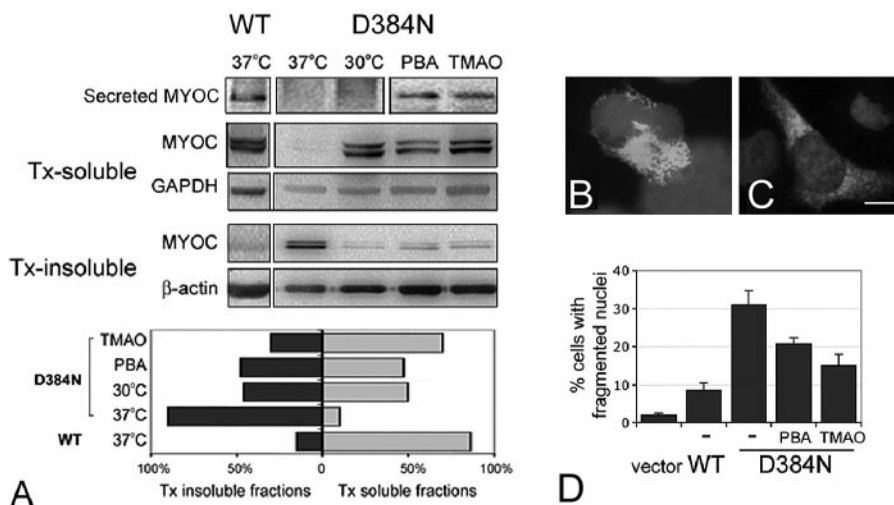 WT D384N
37°C 37°C 30°C PBA TMAO
Secreted MYOC
Tx-soluble
MYOC
GAPDH
Tx-insoluble
MYOC
β-actin
D384N
TMAO
PBA
30°C
37°C
WT 37°C
100% 50% 0 50% 100%
Tx insoluble fractions Tx soluble fractions
A
B
C
% cells with
fragmented nuclei
40
30
20
10
0
- - PBA TMAO
vector WT D384N
D